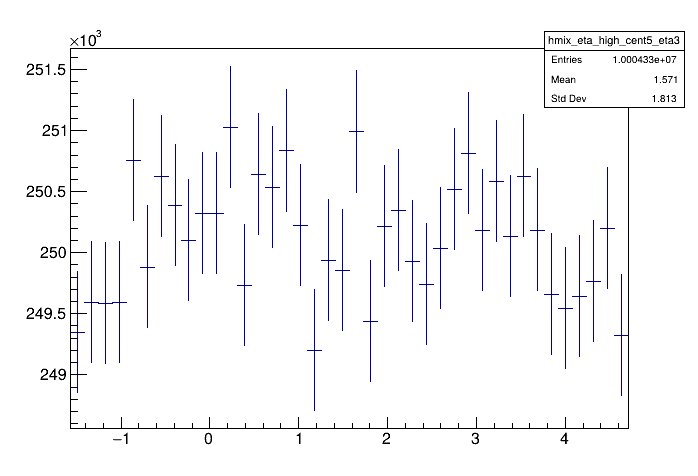 ×10³
hmix_eta_high_cent5_eta3
Entries 1.000433e+07
Mean 1.571
Std Dev 1.813
251.5
251
250.5
250
249.5
249
−1 0 1 2 3 4